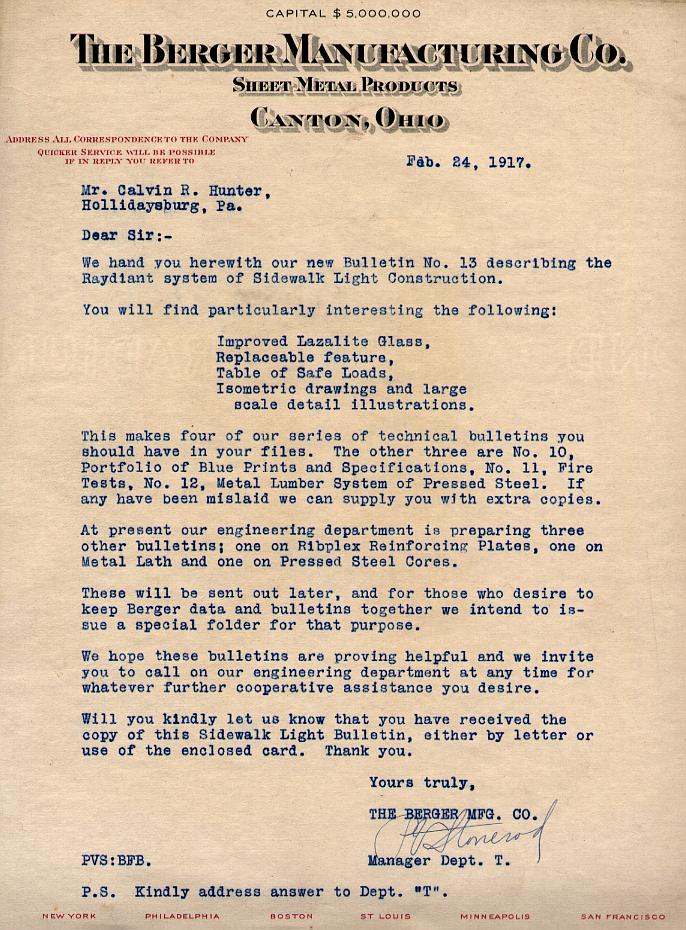 CAPITAL $5,000,000
THE BERGER MANUFACTURING CO.
SHEET METAL PRODUCTS
CANTON, OHIO
ADDRESS ALL CORRESPONDENCE TO THE COMPANY
QUICKER SERVICE WILL BE POSSIBLE
IF IN REPLY YOU REFER TO
Feb. 24, 1917.
Mr. Calvin R. Hunter,
Hollidaysburg, Pa.
Dear Sir:-
We hand you herewith our new Bulletin No. 13 describing the
Raydiant system of Sidewalk Light Construction.
You will find particularly interesting the following:
Improved Lazalite Glass,
Replaceable feature,
Table of Safe Loads,
Isometric drawings and large
scale detail illustrations.
This makes four of our series of technical bulletins you
should have in your files. The other three are No. 10,
Portfolio of Blue Prints and Specifications, No. 11, Fire
Tests, No. 12, Metal Lumber System of Pressed Steel. If
any have been mislaid we can supply you with extra copies.
At present our engineering department is preparing three
other bulletins; one on Ribplex Reinforcing Plates, one on
Metal Lath and one on Pressed Steel Cores.
These will be sent out later, and for those who desire to
keep Berger data and bulletins together we intend to is-
sue a special folder for that purpose.
We hope these bulletins are proving helpful and we invite
you to call on our engineering department at any time for
whatever further cooperative assistance you desire.
Will you kindly let us know that you have received the
copy of this Sidewalk Light Bulletin, either by letter or
use of the enclosed card. Thank you.
Yours truly,
THE BERGER MFG. CO.
Stonerod
PVS:BFB.
Manager Dept. T.
P.S. Kindly address answer to Dept. "T".
NEW YORK PHILADELPHIA BOSTON ST LOUIS MINNEAPOLIS SAN FRANCISCO